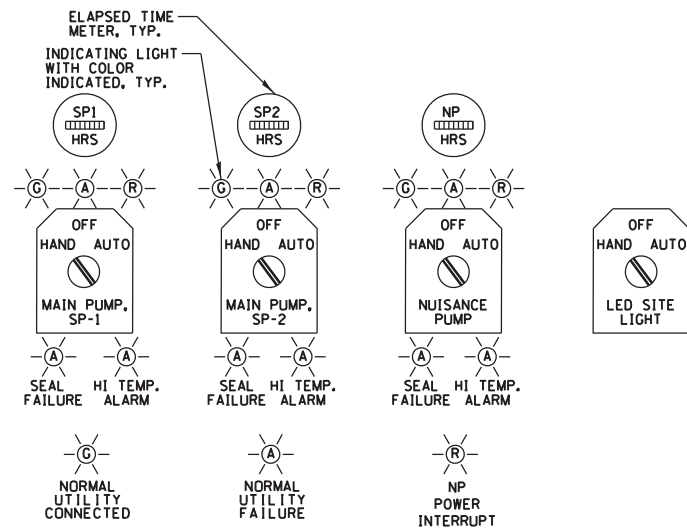 ELAPSED TIME
METER, TYP.
INDICATING LIGHT
WITH COLOR
INDICATED, TYP.
SP1
HRS
SP2
HRS
NP
HRS
G A R
G A R
G A R
OFF
HAND AUTO
MAIN PUMP,
SP-1
OFF
HAND AUTO
MAIN PUMP,
SP-2
OFF
HAND AUTO
NUISANCE
PUMP
OFF
HAND AUTO
LED SITE
LIGHT
A A
SEAL HI TEMP.
FAILURE ALARM
A A
SEAL HI TEMP.
FAILURE ALARM
A A
SEAL HI TEMP.
FAILURE ALARM
G
NORMAL
UTILITY
CONNECTED
A
NORMAL
UTILITY
FAILURE
R
NP
POWER
INTERRUPT